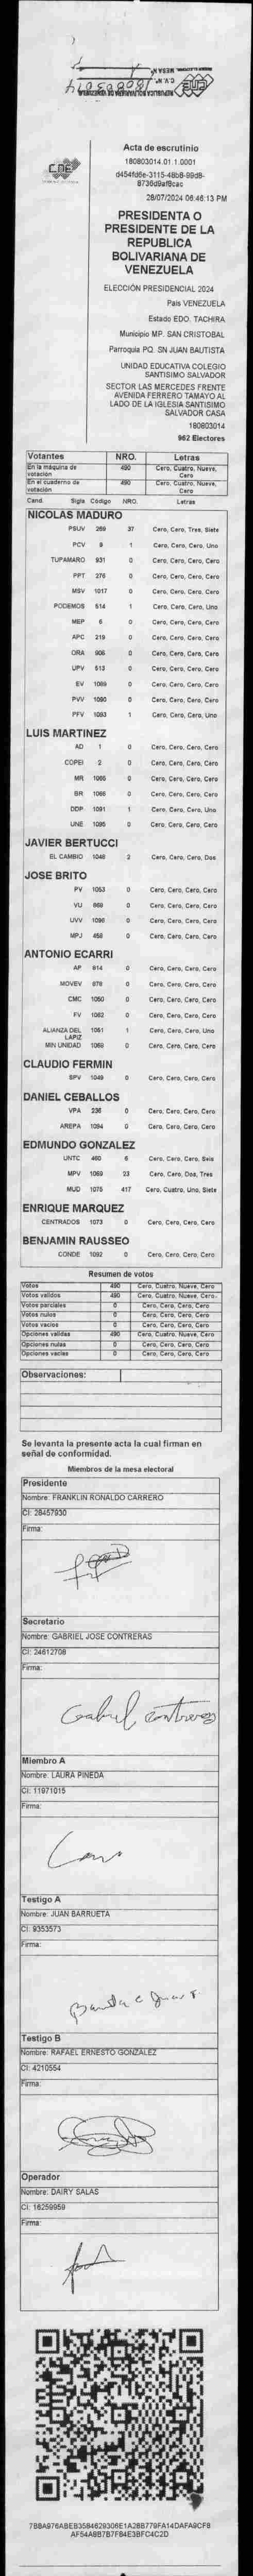 180803014
Acta de escrutinio
180803014.01.1.0001
d454fd6e-3115-48b8-99d8-
8736d9af8cac
28/07/2024 06:46:13 PM
CNE
PRESIDENTA O
PRESIDENTE DE LA
REPUBLICA
BOLIVARIANA DE
VENEZUELA
ELECCIÓN PRESIDENCIAL 2024
País VENEZUELA
Estado EDO. TACHIRA
Municipio MP. SAN CRISTOBAL
Parroquia PQ. SN JUAN BAUTISTA
UNIDAD EDUCATIVA COLEGIO
SANTISIMO SALVADOR
SECTOR LAS MERCEDES FRENTE
AVENIDA FERRERO TAMAYO AL
LADO DE LA IGLESIA SANTISIMO
SALVADOR CASA
180803014
962 Electores
Votantes NRO. Letras
En la máquina de votación 490 Cero, Cuatro, Nueve, Cero
En el cuaderno de votación 490 Cero, Cuatro, Nueve, Cero
Cand. Sigla Código NRO. Letras
NICOLAS MADURO
PSUV 269 37 Cero, Cero, Tres, Siete
PCV 9 1 Cero, Cero, Cero, Uno
TUPAMARO 931 0 Cero, Cero, Cero, Cero
PPT 276 0 Cero, Cero, Cero, Cero
MSV 1017 0 Cero, Cero, Cero, Cero
PODEMOS 514 1 Cero, Cero, Cero, Uno
MEP 6 0 Cero, Cero, Cero, Cero
APC 219 0 Cero, Cero, Cero, Cero
ORA 906 0 Cero, Cero, Cero, Cero
UPV 513 0 Cero, Cero, Cero, Cero
EV 1089 0 Cero, Cero, Cero, Cero
PVV 1090 0 Cero, Cero, Cero, Cero
PFV 1093 1 Cero, Cero, Cero, Uno
LUIS MARTINEZ
AD 1 0 Cero, Cero, Cero, Cero
COPEI 2 0 Cero, Cero, Cero, Cero
MR 1065 0 Cero, Cero, Cero, Cero
BR 1066 0 Cero, Cero, Cero, Cero
DDP 1091 1 Cero, Cero, Cero, Uno
UNE 1095 0 Cero, Cero, Cero, Cero
JAVIER BERTUCCI
EL CAMBIO 1048 2 Cero, Cero, Cero, Dos
JOSE BRITO
PV 1053 0 Cero, Cero, Cero, Cero
VU 869 0 Cero, Cero, Cero, Cero
UVV 1096 0 Cero, Cero, Cero, Cero
MPJ 458 0 Cero, Cero, Cero, Cero
ANTONIO ECARRI
AP 814 0 Cero, Cero, Cero, Cero
MOVEV 878 0 Cero, Cero, Cero, Cero
CMC 1050 0 Cero, Cero, Cero, Cero
FV 1062 0 Cero, Cero, Cero, Cero
ALIANZA DEL LAPIZ 1061 1 Cero, Cero, Cero, Uno
MIN UNIDAD 1068 0 Cero, Cero, Cero, Cero
CLAUDIO FERMIN
SPV 1049 0 Cero, Cero, Cero, Cero
DANIEL CEBALLOS
VPA 236 0 Cero, Cero, Cero, Cero
AREPA 1094 0 Cero, Cero, Cero, Cero
EDMUNDO GONZALEZ
UNTC 460 6 Cero, Cero, Cero, Seis
MPV 1069 23 Cero, Cero, Dos, Tres
MUD 1075 417 Cero, Cuatro, Uno, Siete
ENRIQUE MARQUEZ
CENTRADOS 1073 0 Cero, Cero, Cero, Cero
BENJAMIN RAUSSEO
CONDE 1092 0 Cero, Cero, Cero, Cero
Resumen de votos
Votos 490 Cero, Cuatro, Nueve, Cero
Votos validos 490 Cero, Cuatro, Nueve, Cero
Votos parciales 0 Cero, Cero, Cero, Cero
Votos nulos 0 Cero, Cero, Cero, Cero
Votos vacios 0 Cero, Cero, Cero, Cero
Opciones validas 490 Cero, Cuatro, Nueve, Cero
Opciones nulas 0 Cero, Cero, Cero, Cero
Opciones vacias 0 Cero, Cero, Cero, Cero
Observaciones:
Se levanta la presente acta la cual firman en
señal de conformidad.
Miembros de la mesa electoral
Presidente
Nombre: FRANKLIN RONALDO CARRERO
CI: 28457930
Firma:
Secretario
Nombre: GABRIEL JOSE CONTRERAS
CI: 24612708
Firma:
Gabriel Contreras
Miembro A
Nombre: LAURA PINEDA
CI: 11971015
Firma:
Testigo A
Nombre: JUAN BARRUETA
CI: 9353573
Firma:
Testigo B
Nombre: RAFAEL ERNESTO GONZALEZ
CI: 4210554
Firma:
Operador
Nombre: DAIRY SALAS
CI: 16259959
Firma:
7BBA976ABEB3584629306E1A28B779FA14DAFA9CF8
AF54A8B7B7F84E3BFC4C2D